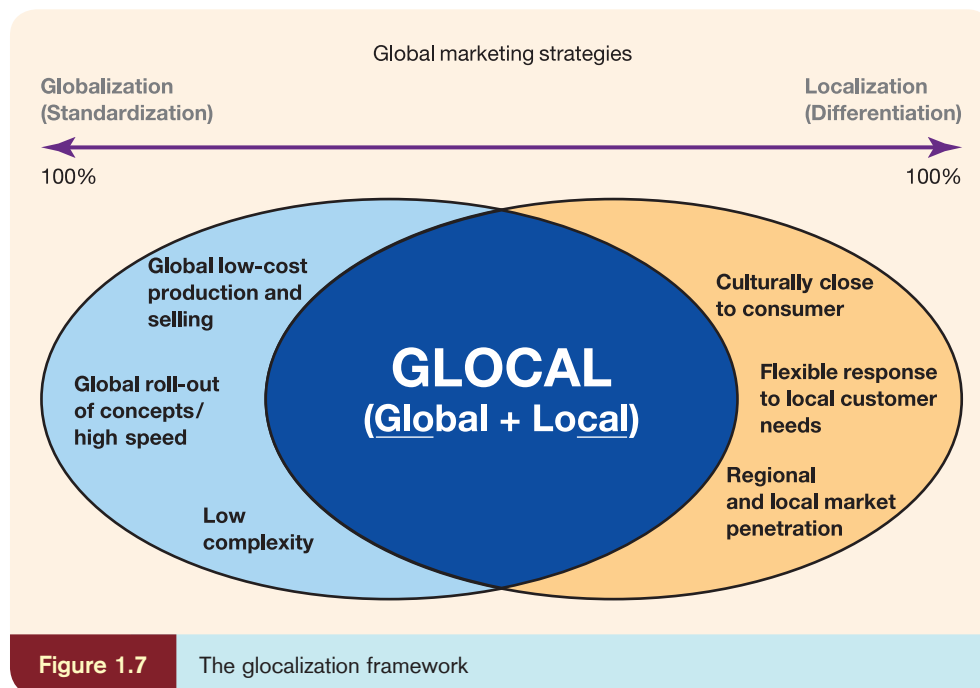 Global marketing strategies
Globalization
(Standardization)
Localization
(Differentiation)
100%
100%
Global low-cost
production and
selling
Global roll-out
of concepts/
high speed
Low
complexity
GLOCAL
(Global + Local)
Culturally close
to consumer
Flexible response
to local customer
needs
Regional
and local market
penetration
Figure 1.7
The glocalization framework